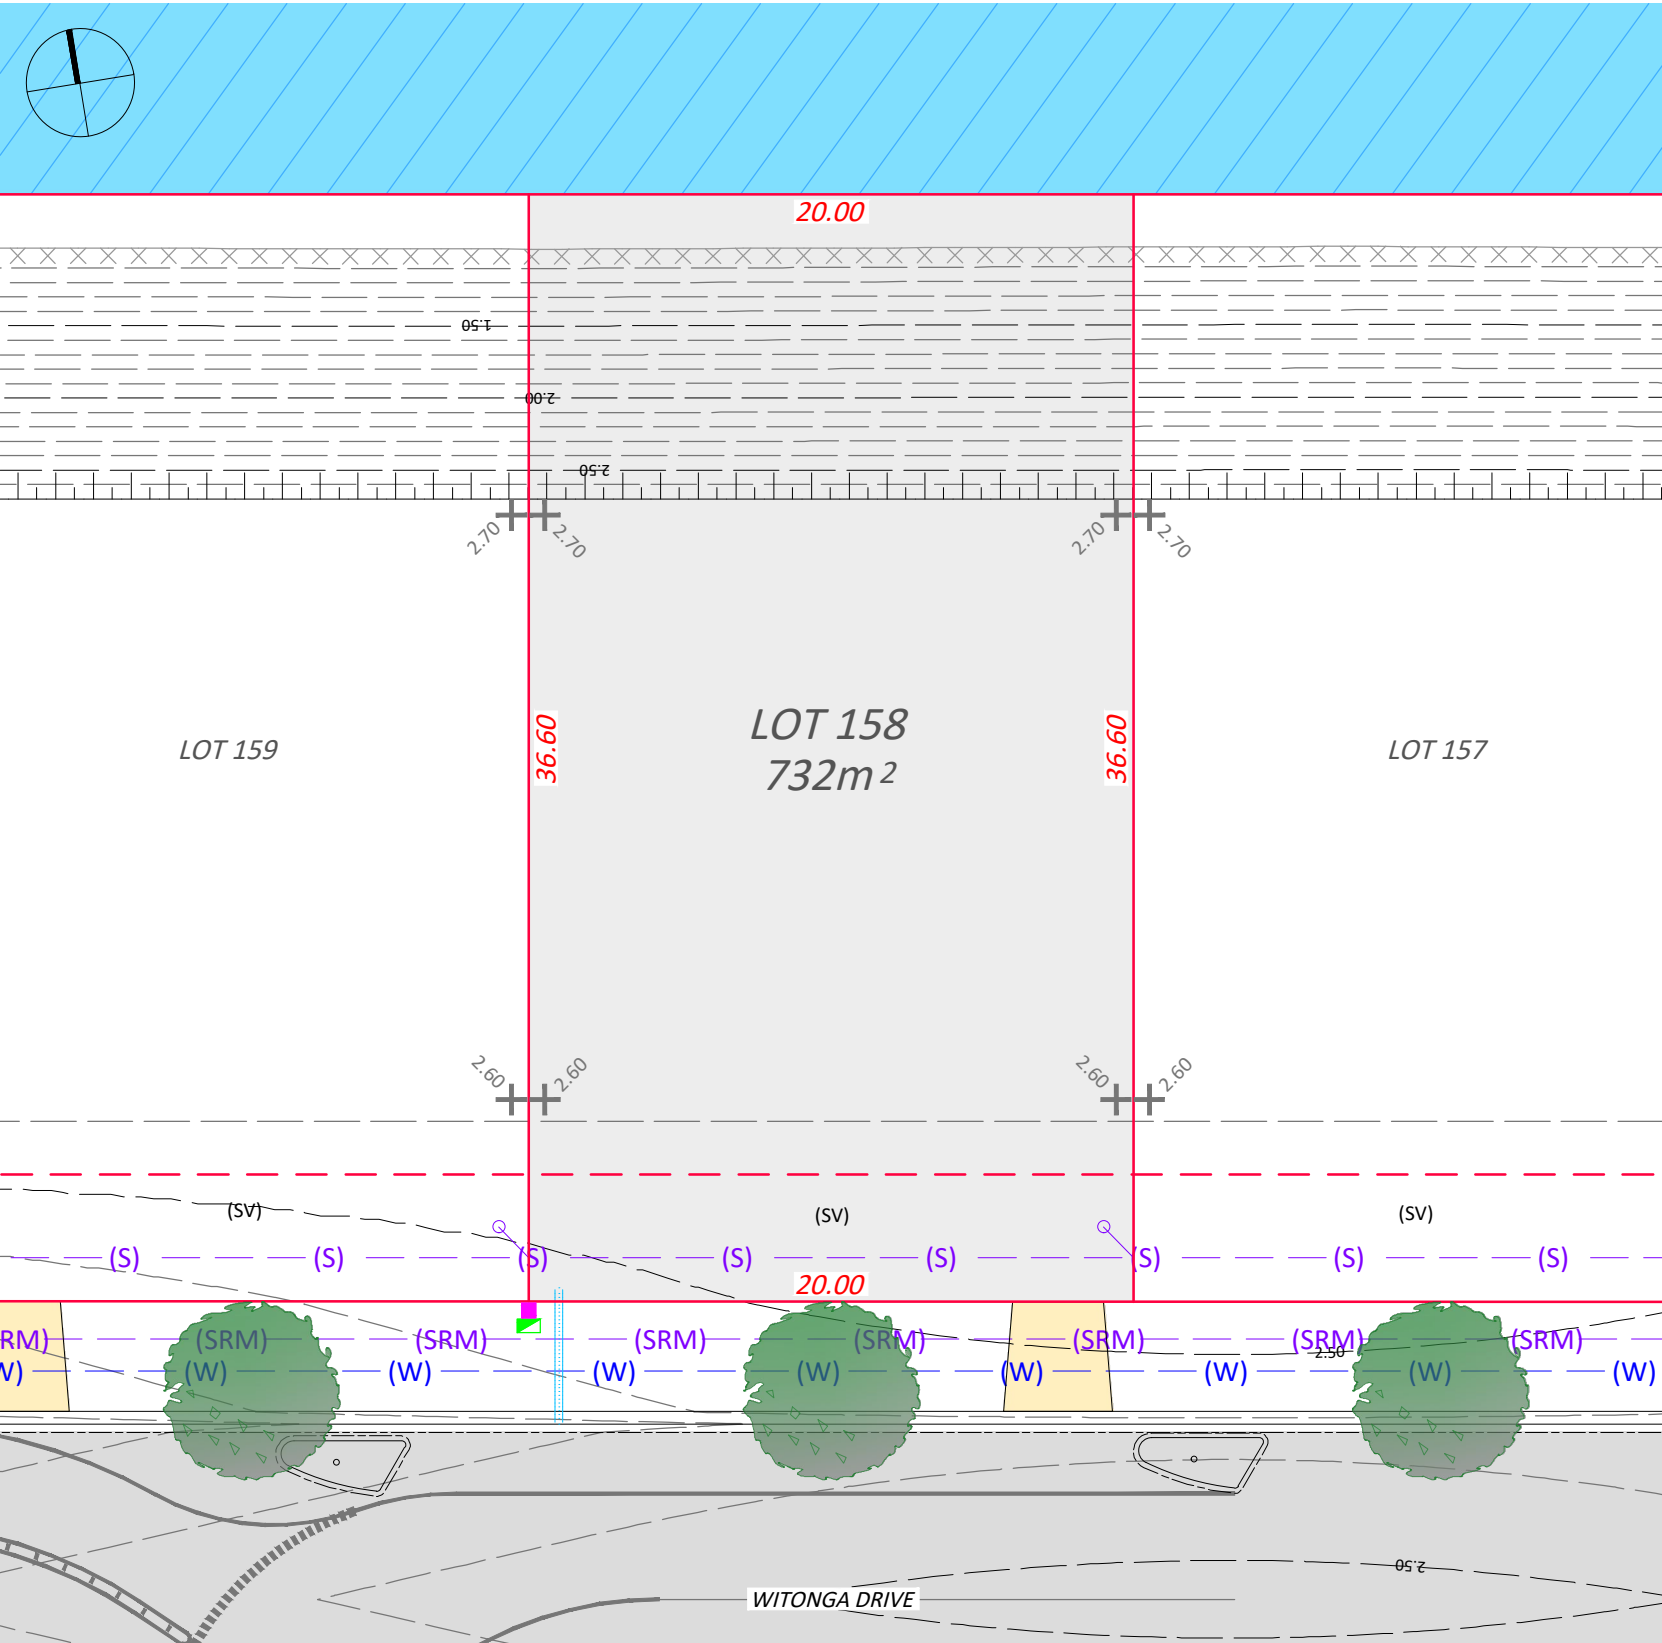 20.00
1.50
2.00
2.50
2.70 2.70 2.70 2.70
LOT 158
732m²
LOT 159
36.60
36.60
LOT 157
2.60 2.60 2.60 2.60
(SV) (SV) (SV)
(S) (S) (S) (S) (S) (S) (S) (S)
20.00
RM) (SRM) (SRM) (SRM) (SRM) (SRM) (SRM) (SRM)
2.50
W) (W) (W) (W) (W) (W) (W) (W) (W)
2.50
WITONGA DRIVE